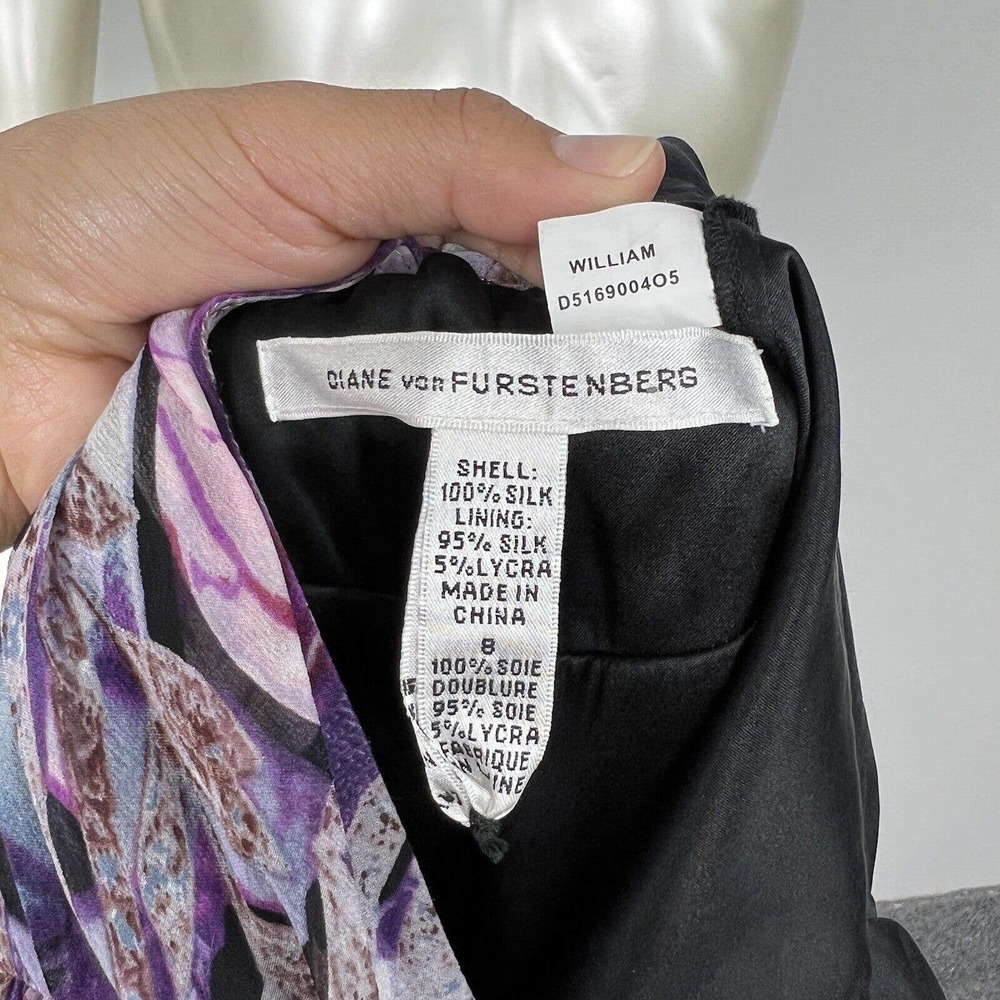 WILLIAM
D5169004O5
DIANE von FURSTENBERG
SHELL:
100% SILK
LINING:
95% SILK
5% LYCRA
MADE IN
CHINA
8
100% SOIE
DOUBLURE
95% SOIE
5% LYCRA
FABRIQUE